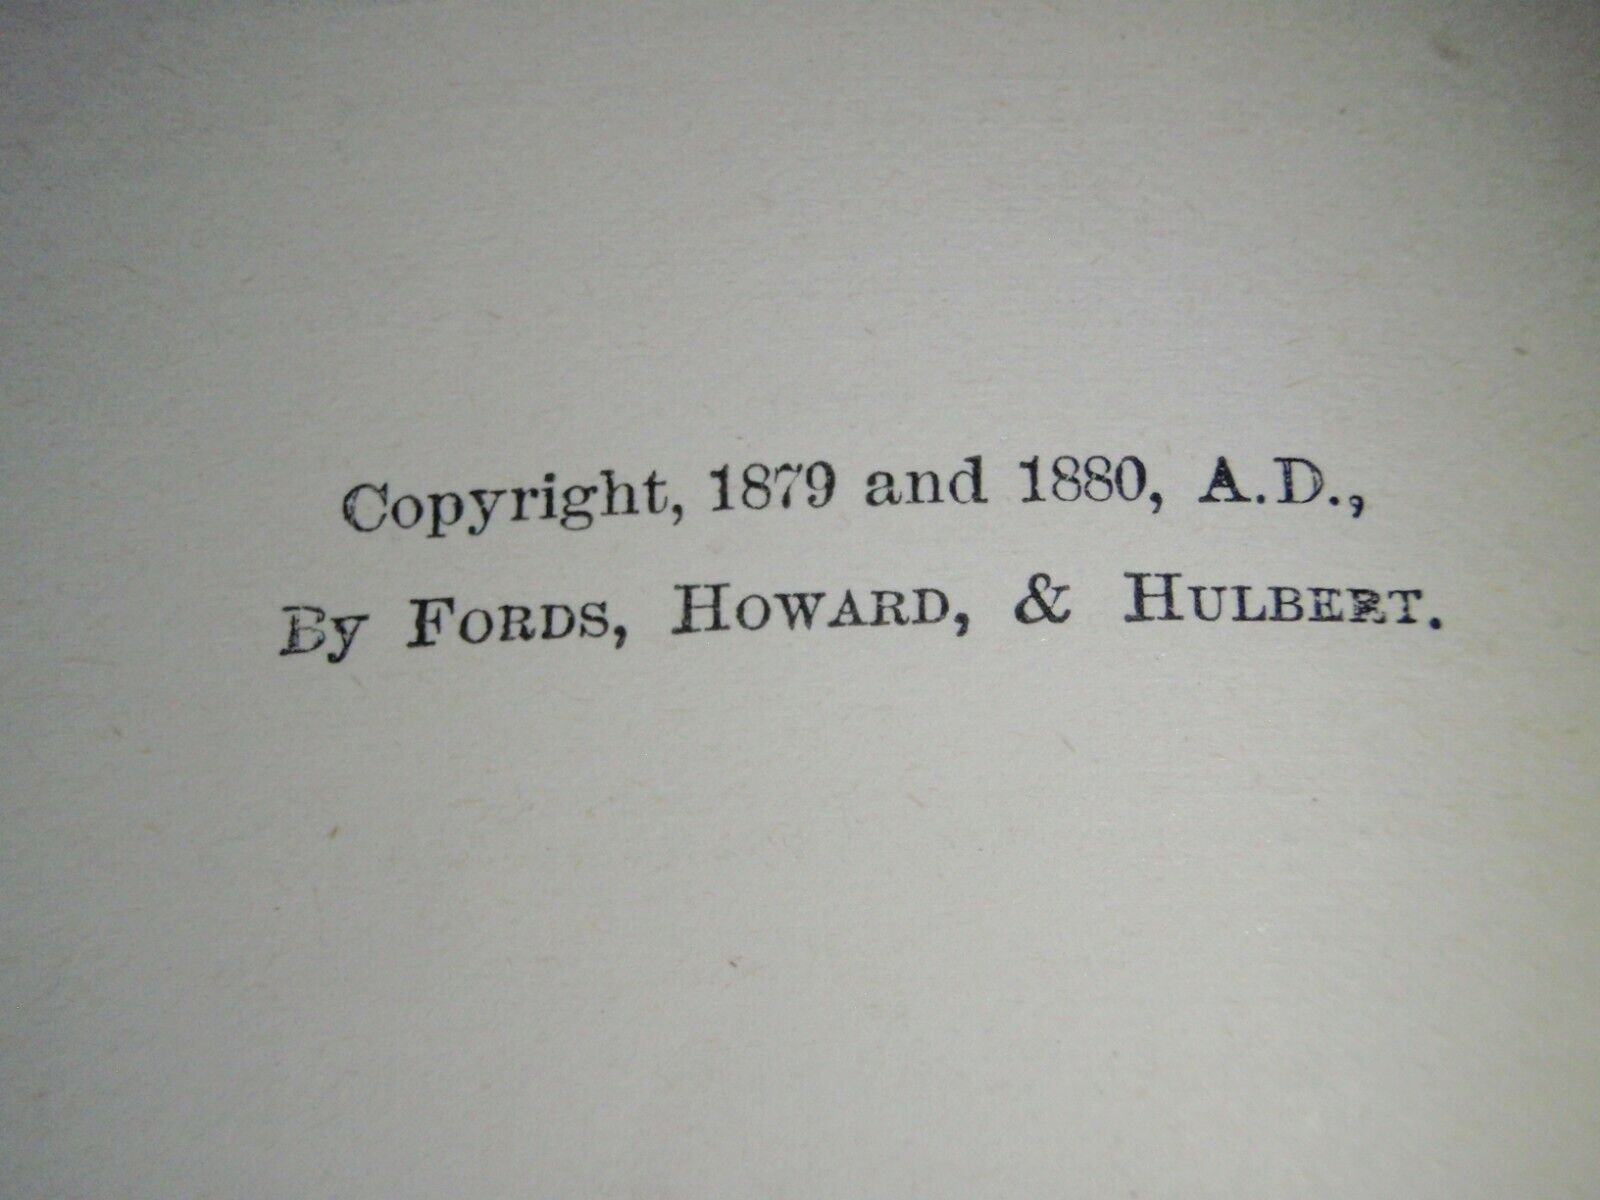 Copyright, 1879 and 1880, A.D.,
By FORDS, HOWARD, & HULBERT.